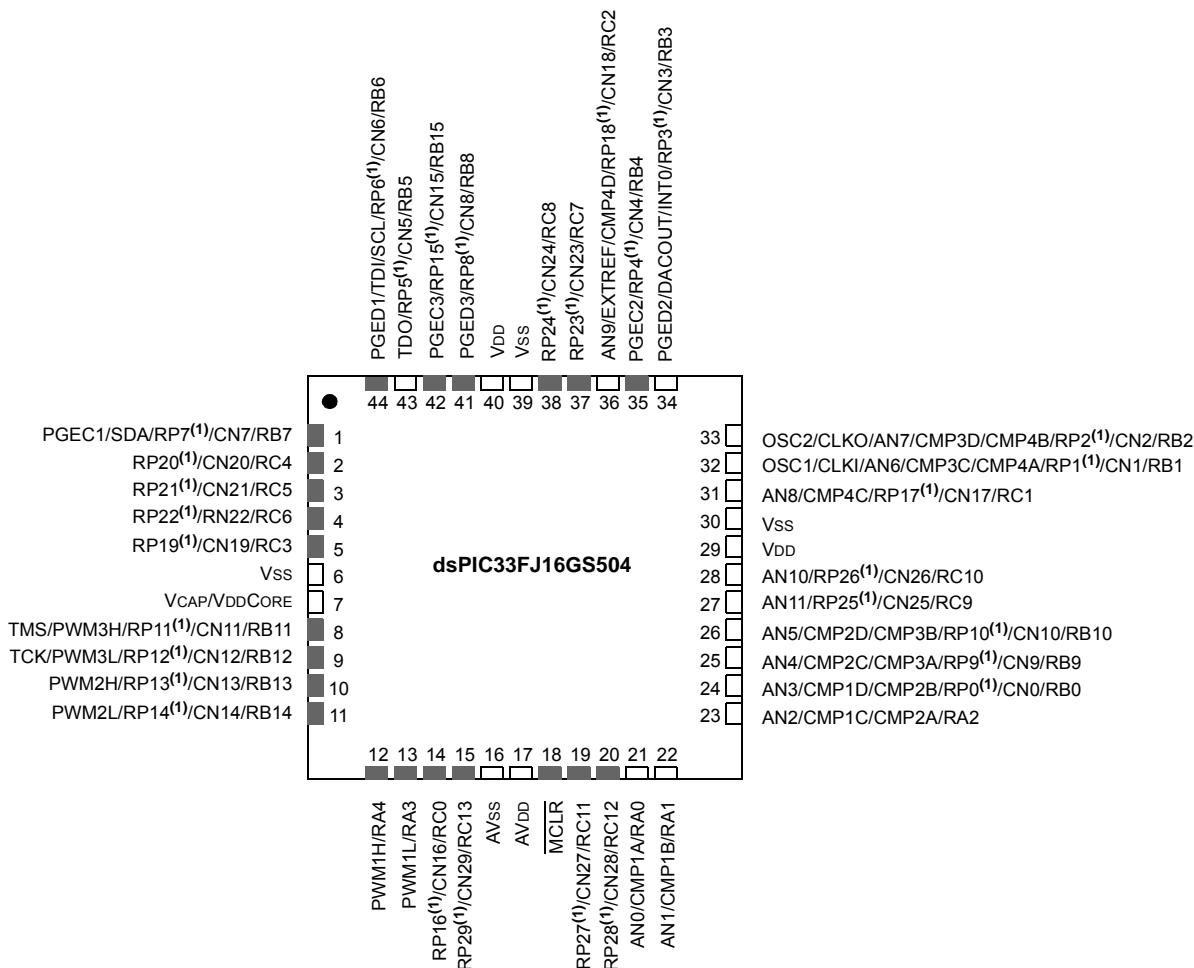 PGED1/TDI/SCL/RP6(1)/CN6/RB6
TDO/RP5(1)/CN5/RB5
PGEC3/RP15(1)/CN15/RB15
PGED3/RP8(1)/CN8/RB8
VDD
VSS
RP24(1)/CN24/RC8
RP23(1)/CN23/RC7
AN9/EXTREF/CMP4D/RP18(1)/CN18/RC2
PGEC2/RP4(1)/CN4/RB4
PGED2/DACOUT/INT0/RP3(1)/CN3/RB3
44 43 42 41 40 39 38 37 36 35 34
PGEC1/SDA/RP7(1)/CN7/RB7 1
RP20(1)/CN20/RC4 2
RP21(1)/CN21/RC5 3
RP22(1)/RN22/RC6 4
RP19(1)/CN19/RC3 5
VSS 6
VCAP/VDDCORE 7
TMS/PWM3H/RP11(1)/CN11/RB11 8
TCK/PWM3L/RP12(1)/CN12/RB12 9
PWM2H/RP13(1)/CN13/RB13 10
PWM2L/RP14(1)/CN14/RB14 11
dsPIC33FJ16GS504
33 OSC2/CLKO/AN7/CMP3D/CMP4B/RP2(1)/CN2/RB2
32 OSC1/CLKI/AN6/CMP3C/CMP4A/RP1(1)/CN1/RB1
31 AN8/CMP4C/RP17(1)/CN17/RC1
30 VSS
29 VDD
28 AN10/RP26(1)/CN26/RC10
27 AN11/RP25(1)/CN25/RC9
26 AN5/CMP2D/CMP3B/RP10(1)/CN10/RB10
25 AN4/CMP2C/CMP3A/RP9(1)/CN9/RB9
24 AN3/CMP1D/CMP2B/RP0(1)/CN0/RB0
23 AN2/CMP1C/CMP2A/RA2
12 13 14 15 16 17 18 19 20 21 22
PWM1H/RA4
PWM1L/RA3
RP16(1)/CN16/RC0
RP29(1)/CN29/RC13
AVSS
AVDD
MCLR
RP27(1)/CN27/RC11
RP28(1)/CN28/RC12
AN0/CMP1A/RA0
AN1/CMP1B/RA1